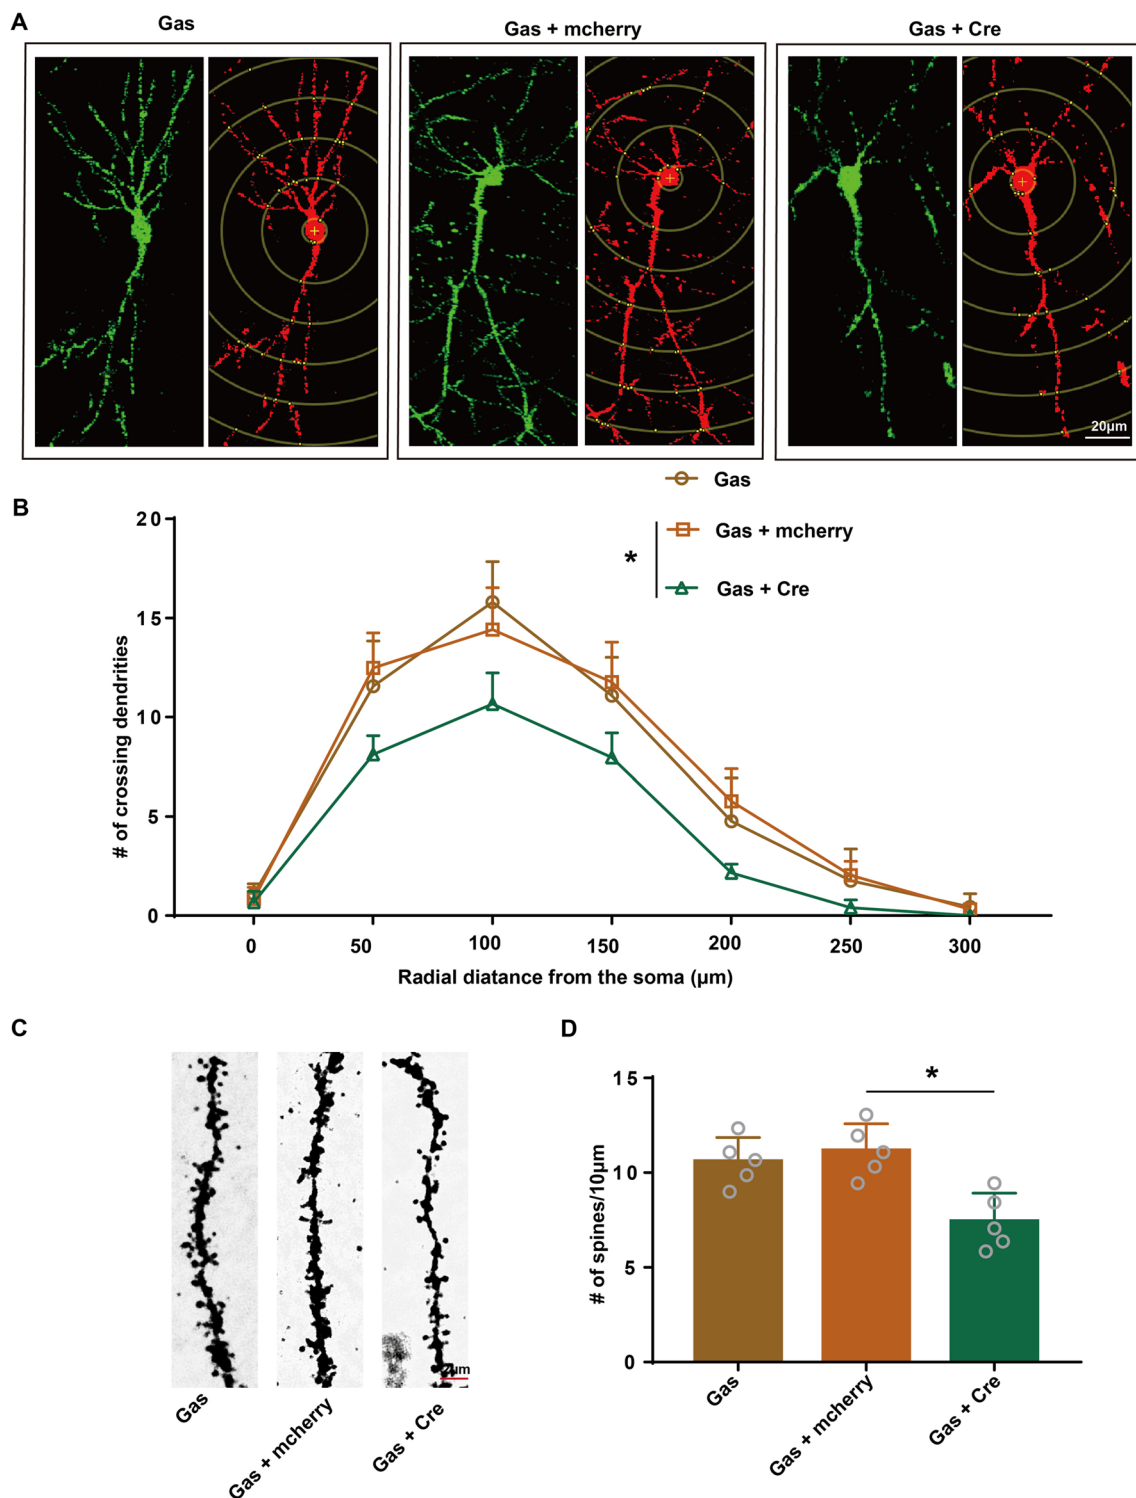 A
Gas
Gas + mcherry
Gas + Cre
20μm
B
Gas
Gas + mcherry
*
Gas + Cre
# of crossing dendrities
20
15
10
5
0
0 50 100 150 200 250 300
Radial diatance from the soma (μm)
C
Gas
Gas + mcherry
Gas + Cre
D
# of spines/10μm
15
10
5
0
*
Gas
Gas + mcherry
Gas + Cre